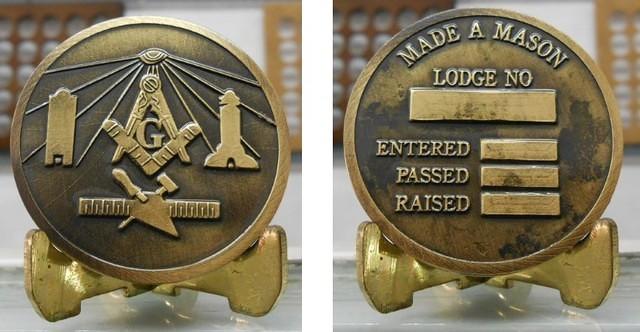 G
MADE A MASON
LODGE NO
ENTERED
PASSED
RAISED